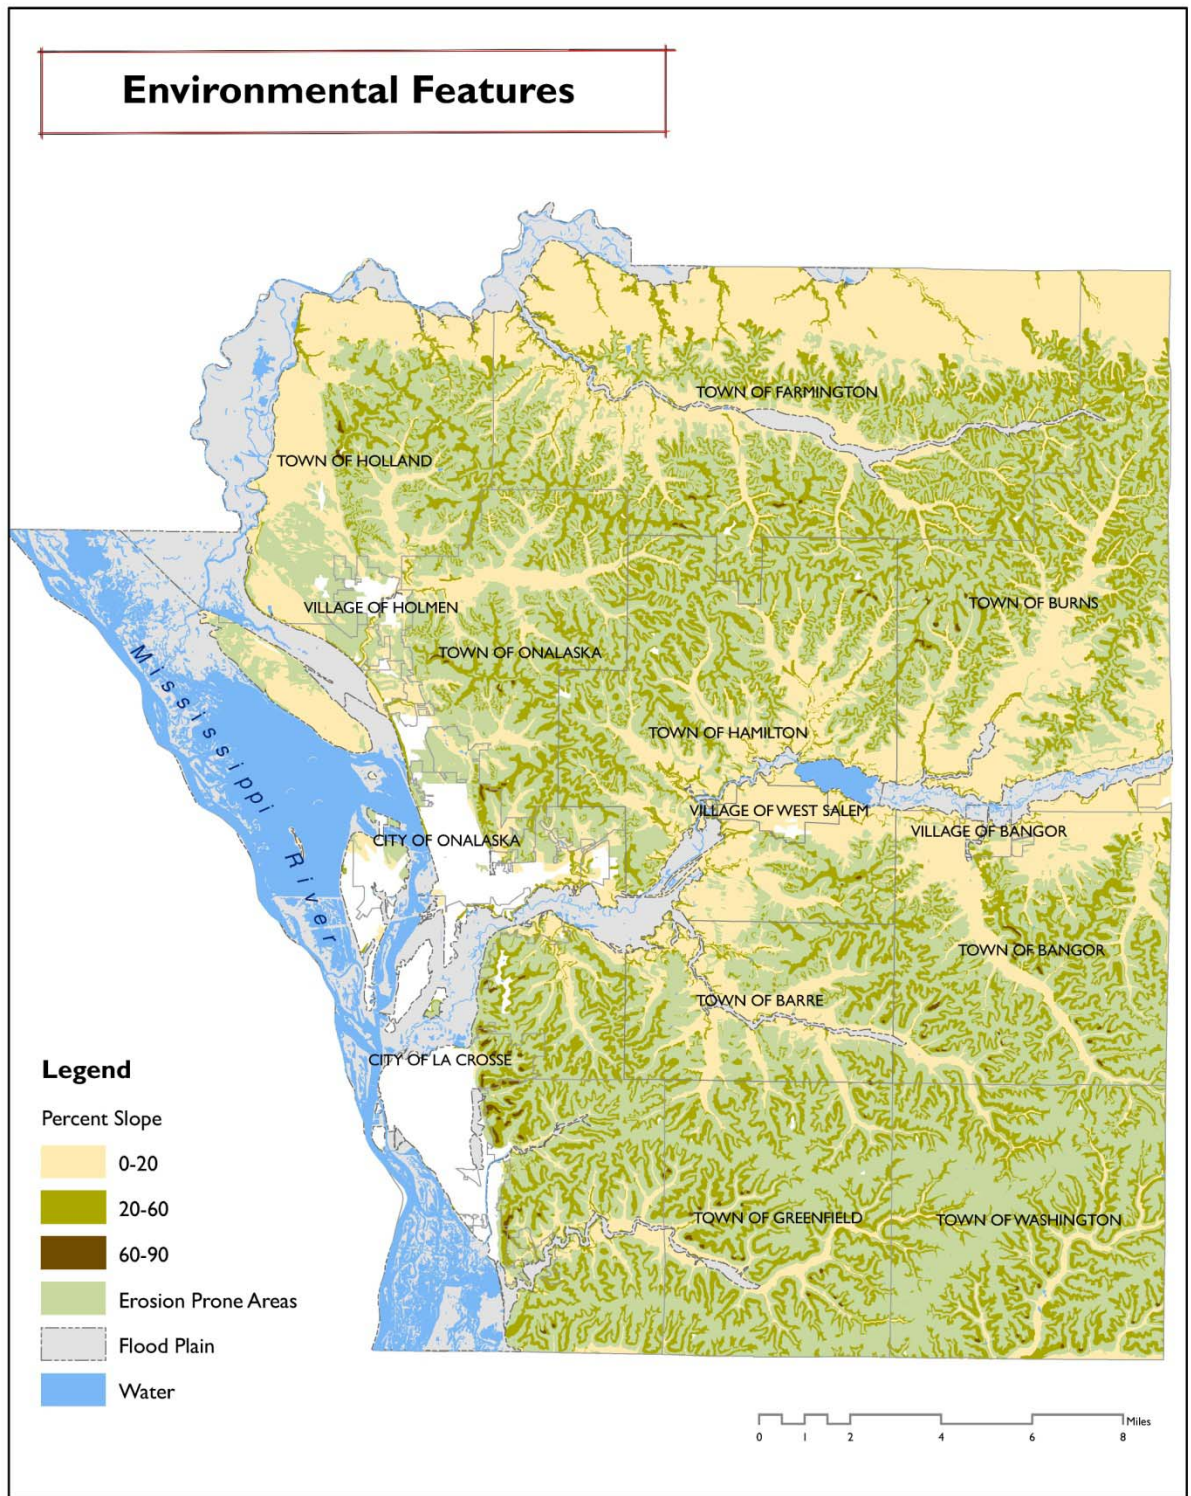 Environmental Features
TOWN OF FARMINGTON
TOWN OF HOLLAND
TOWN OF BURNS
VILLAGE OF HOLMEN
TOWN OF ONALASKA
Mississippi River
TOWN OF HAMILTON
VILLAGE OF WEST SALEM
VILLAGE OF BANGOR
CITY OF ONALASKA
TOWN OF BANGOR
TOWN OF BARRE
CITY OF LA CROSSE
TOWN OF GREENFIELD
TOWN OF WASHINGTON
Legend
Percent Slope
0-20
20-60
60-90
Erosion Prone Areas
Flood Plain
Water
Miles
0 1 2 4 6 8